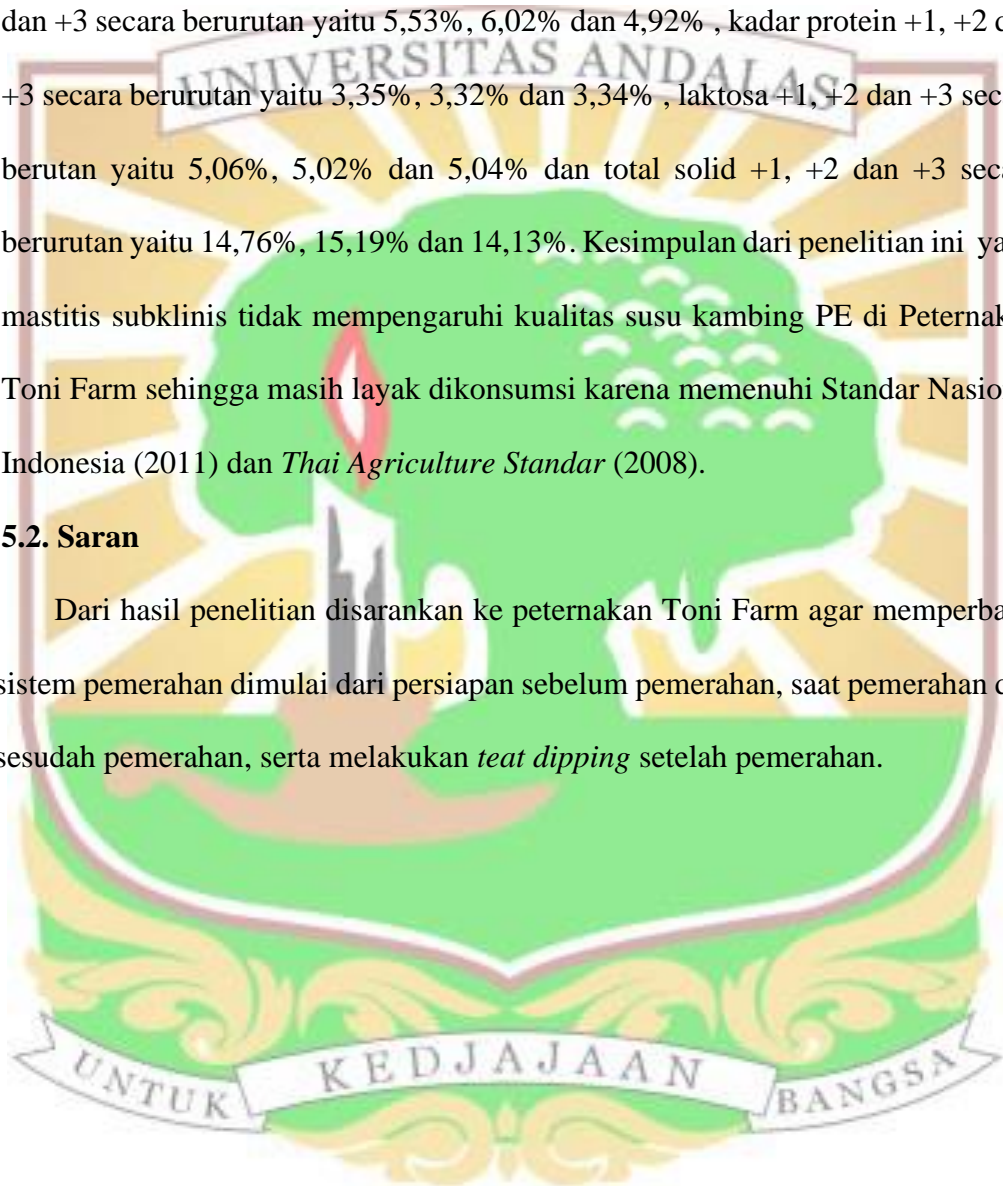 dan +3 secara berurutan yaitu 5,53%, 6,02% dan 4,92% , kadar protein +1, +2 d
UNIVERSITAS ANDALAS
+3 secara berurutan yaitu 3,35%, 3,32% dan 3,34% , laktosa +1, +2 dan +3 sec
berutan yaitu 5,06%, 5,02% dan 5,04% dan total solid +1, +2 dan +3 seca
berurutan yaitu 14,76%, 15,19% dan 14,13%. Kesimpulan dari penelitian ini ya
mastitis subklinis tidak mempengaruhi kualitas susu kambing PE di Peternak
Toni Farm sehingga masih layak dikonsumsi karena memenuhi Standar Nasio
Indonesia (2011) dan Thai Agriculture Standar (2008).
5.2. Saran
Dari hasil penelitian disarankan ke peternakan Toni Farm agar memperba
sistem pemerahan dimulai dari persiapan sebelum pemerahan, saat pemerahan d
sesudah pemerahan, serta melakukan teat dipping setelah pemerahan.
UNTUK KEDJAJAAN BANGSA